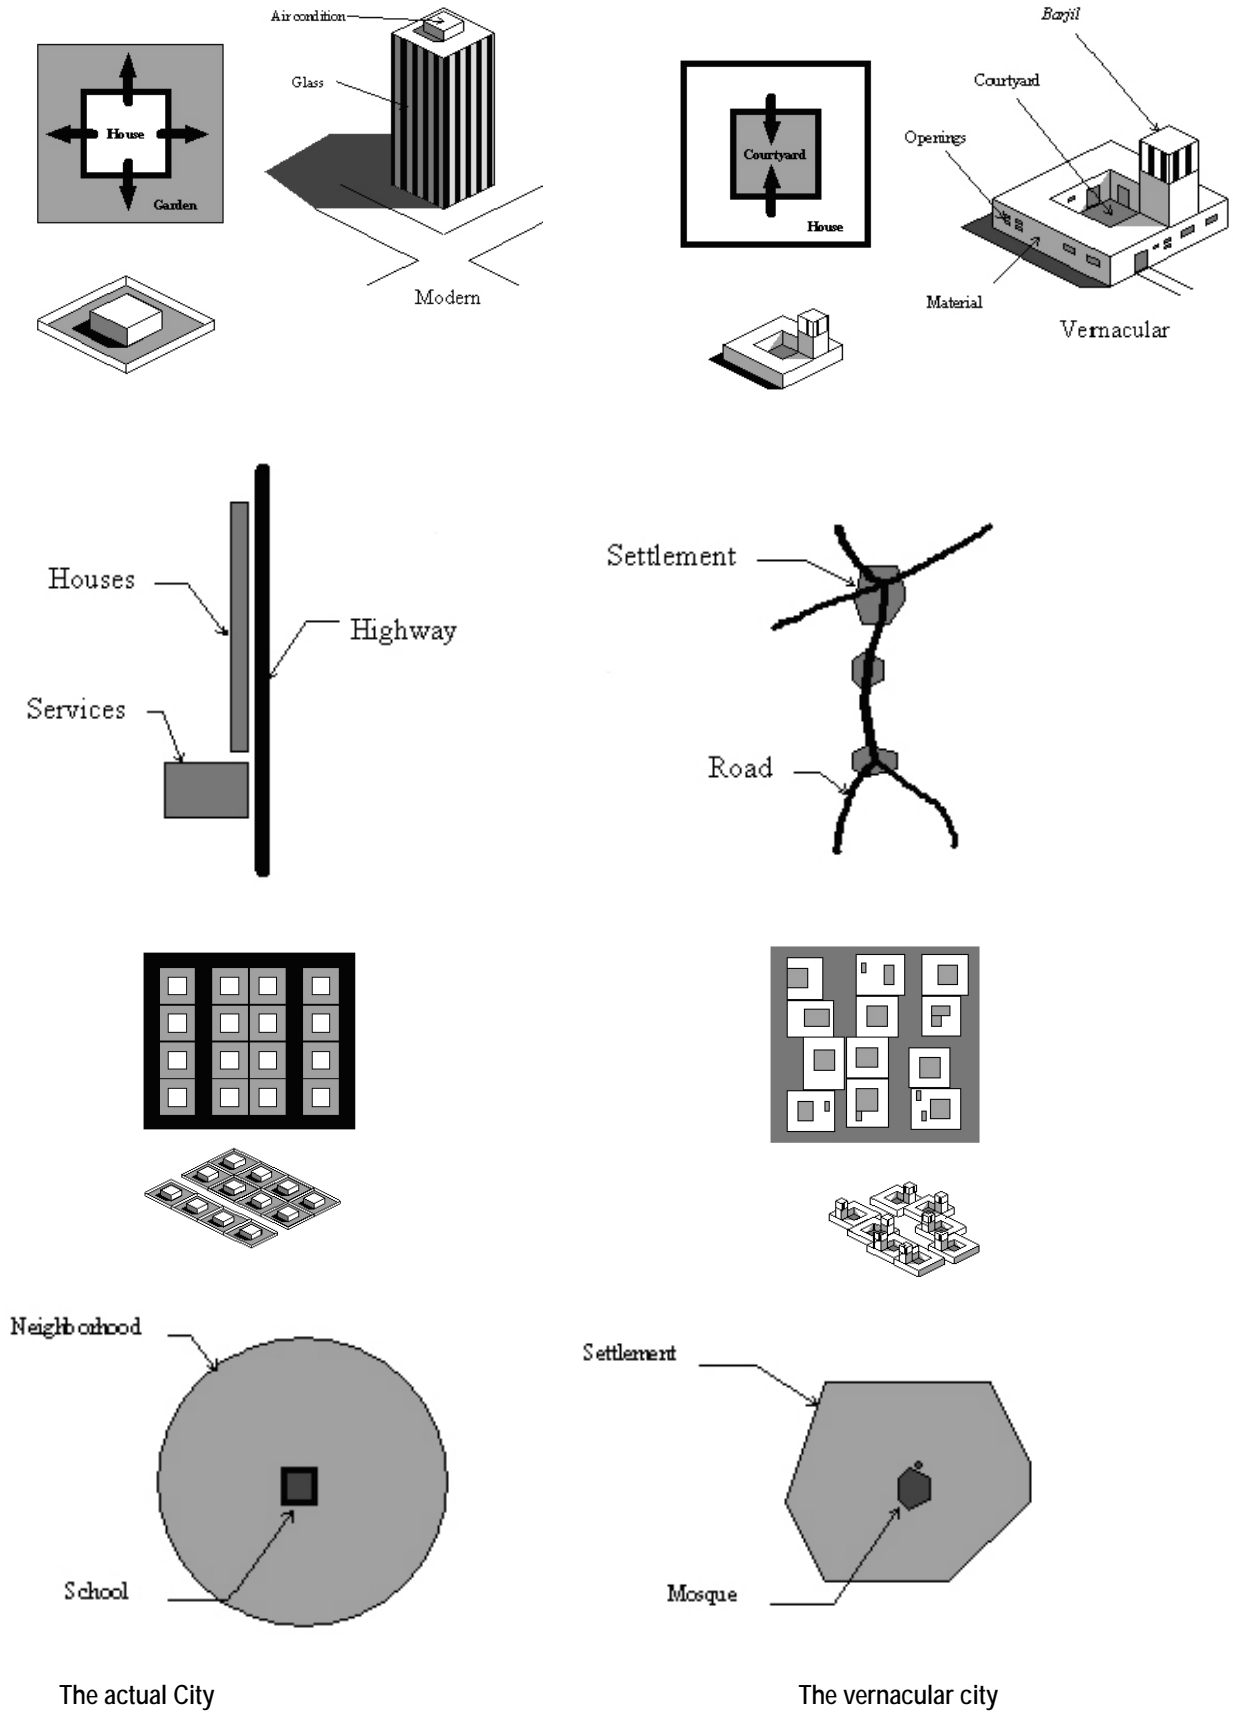 Air condition
Glass
House
Garden
Modern
Barjil
Courtyard
Openings
Courtyard
House
Material
Vernacular
Houses
Highway
Services
Settlement
Road
Neighborhood
School
Settlement
Mosque
The actual City
The vernacular city